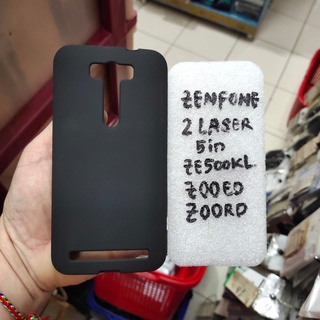 ZENFONE
2 LASER
5in
ZE500KL
Z00ED
Z00RD